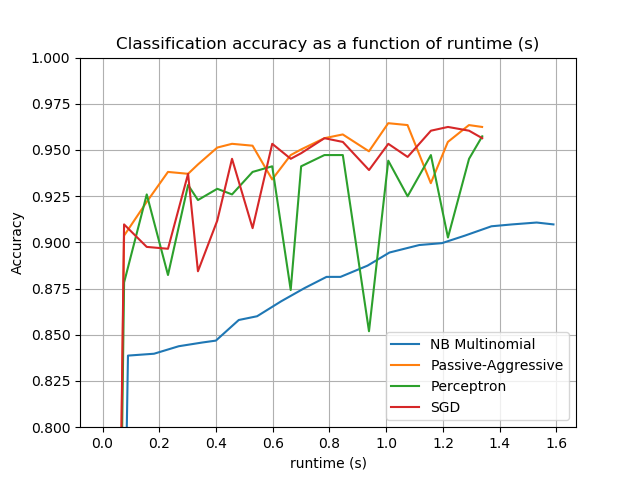 Classification accuracy as a function of runtime (s)
1.000
0.975
0.950
0.925
0.900
0.875
0.850
0.825
0.800
Accuracy
NB Multinomial
Passive-Aggressive
Perceptron
SGD
0.0 0.2 0.4 0.6 0.8 1.0 1.2 1.4 1.6
runtime (s)